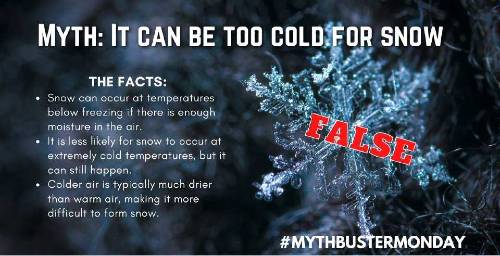 Myth: It can be too cold for snow
THE FACTS:
• Snow can occur at temperatures
below freezing if there is enough
moisture in the air.
• It is less likely for snow to occur at
extremely cold temperatures, but it
can still happen.
• Colder air is typically much drier
than warm air, making it more
difficult to form snow.
FALSE
#MYTHBUSTERMONDAY